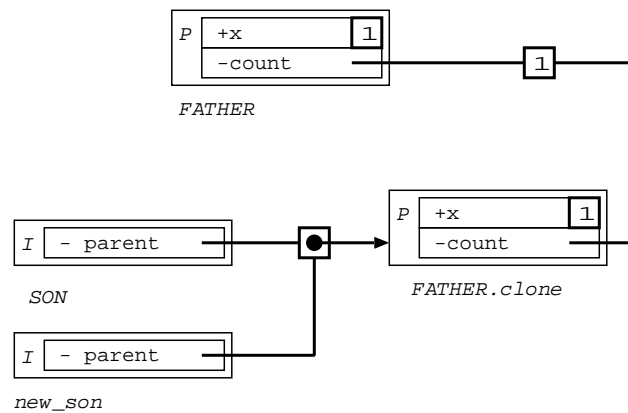 P +x 1
-count 1
FATHER
P +x 1
I - parent -count
SON FATHER.clone
I - parent
new_son